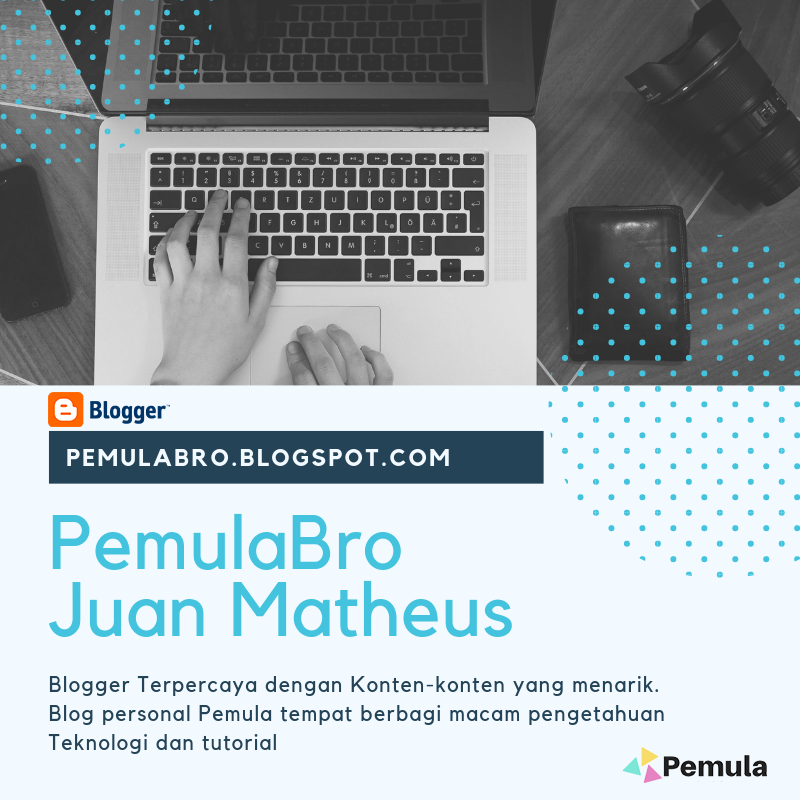 Blogger™
PEMULABRO.BLOGSPOT.COM
PemulaBro
Juan Matheus
Blogger Terpercaya dengan Konten-konten yang menarik.
Blog personal Pemula tempat berbagi macam pengetahuan
Teknologi dan tutorial
Pemula